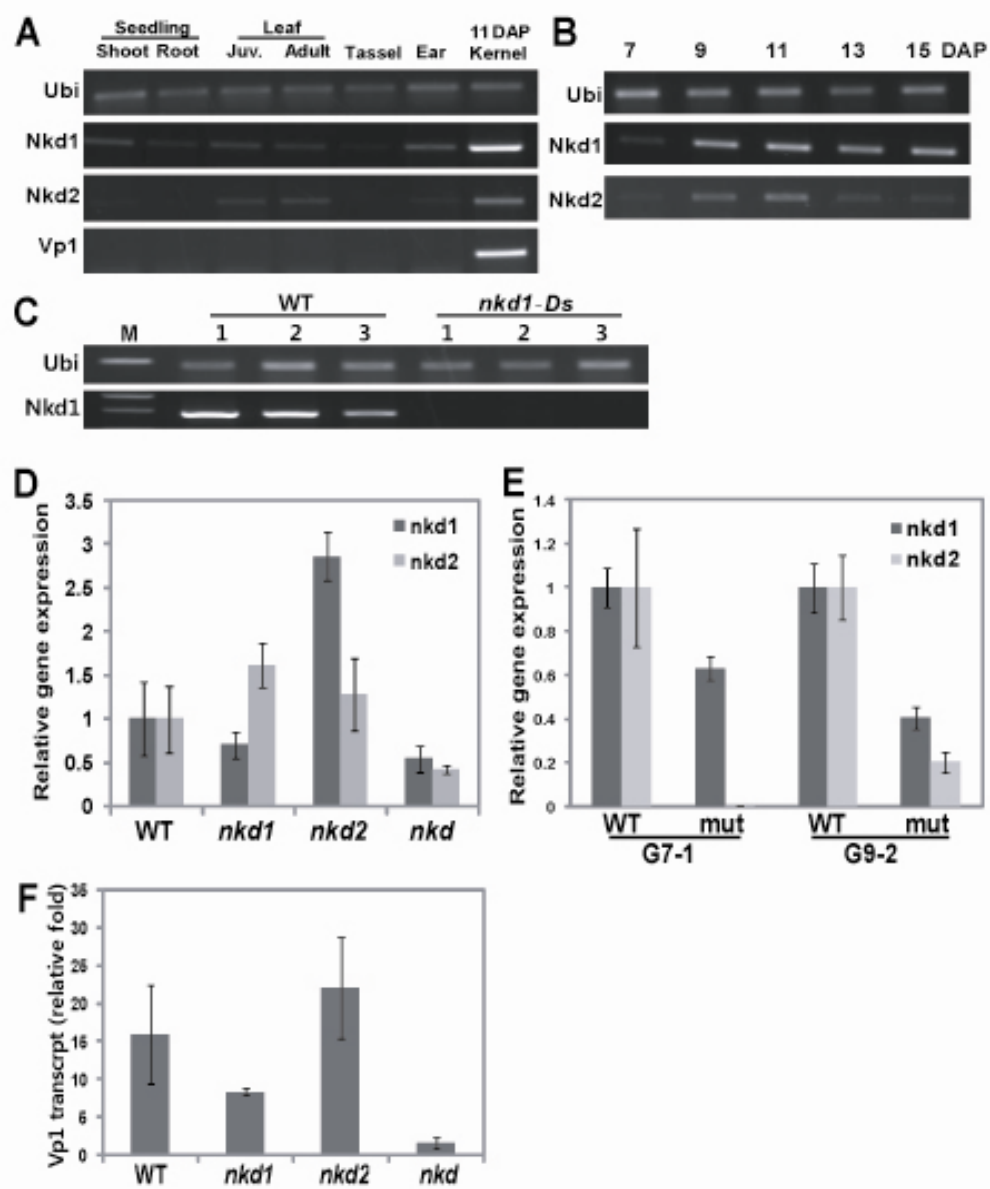 A
Seedling
Leaf
11 DAP
Shoot Root Juv. Adult Tassel Ear Kernel
Ubi
Nkd1
Nkd2
Vp1
B
7 9 11 13 15 DAP
Ubi
Nkd1
Nkd2
C
WT nkd1-Ds
M 1 2 3 1 2 3
Ubi
Nkd1
D
Relative gene expression
3.5
3
2.5
2
1.5
1
0.5
0
nkd1
nkd2
WT nkd1 nkd2 nkd
E
Relative gene expression
1.4
1.2
1
0.8
0.6
0.4
0.2
0
nkd1
nkd2
WT mut WT mut
G7-1 G9-2
F
Vp1 transcrpt (relative fold)
35
30
25
20
15
10
5
0
WT nkd1 nkd2 nkd